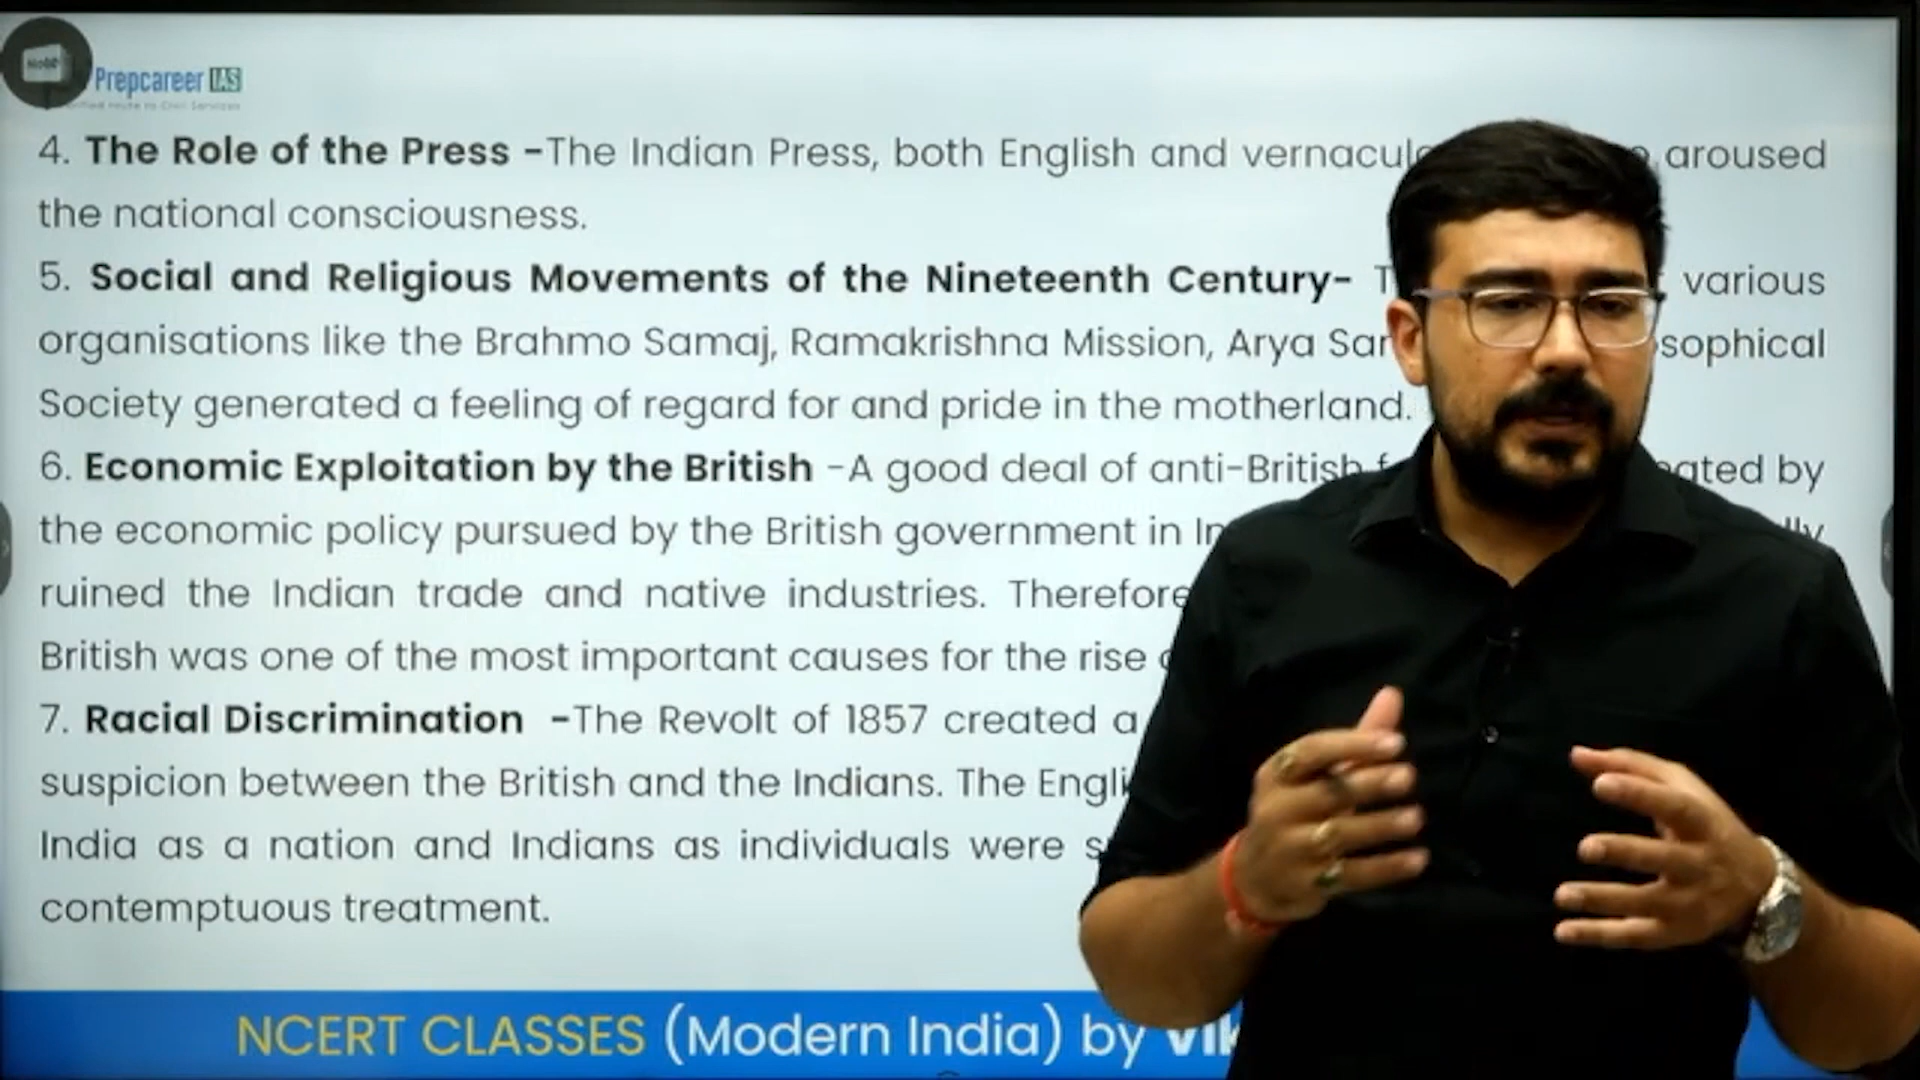 Prepcareer IAS
4. The Role of the Press -The Indian Press, both English and aroused
the national consciousness.
5. Social and Religious Movements of the Nineteenth Century- various
organisations like the Brahmo Samaj, Ramakrishna Mission, Arya
Society generated a feeling of regard for and pride in the motherland.
6. Economic Exploitation by the British -A good deal of anti-British by
the economic policy pursued by the British government in
ruined the Indian trade and native industries. Therefore
British was one of the most important causes for the rise
7. Racial Discrimination -The Revolt of 1857 created a
suspicion between the British and the Indians. The
India as a nation and Indians as individuals were
contemptuous treatment.
NCERT CLASSES (Modern India) by